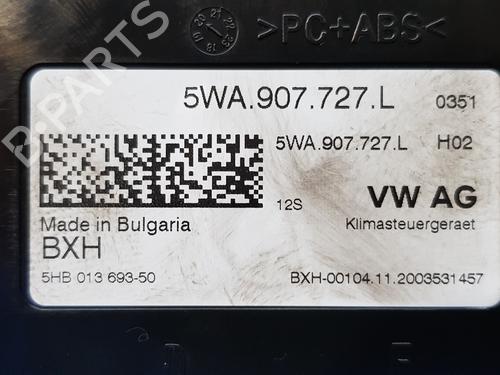 >PC+ABS<
5WA.907.727.L 0351
5WA.907.727.L H02
12S VW AG
Made in Bulgaria Klimasteuergeraet
BXH
5HB 013 693-50 BXH-00104.11.2003531457
B-PARTS